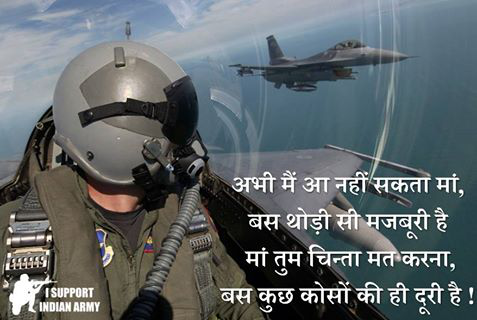 अभी मैं आ नहीं सकता मां,
बस थोड़ी सी मजबूरी है
मां तुम चिन्ता मत करना,
बस कुछ कोसों की ही दूरी है !
I SUPPORT
INDIAN ARMY